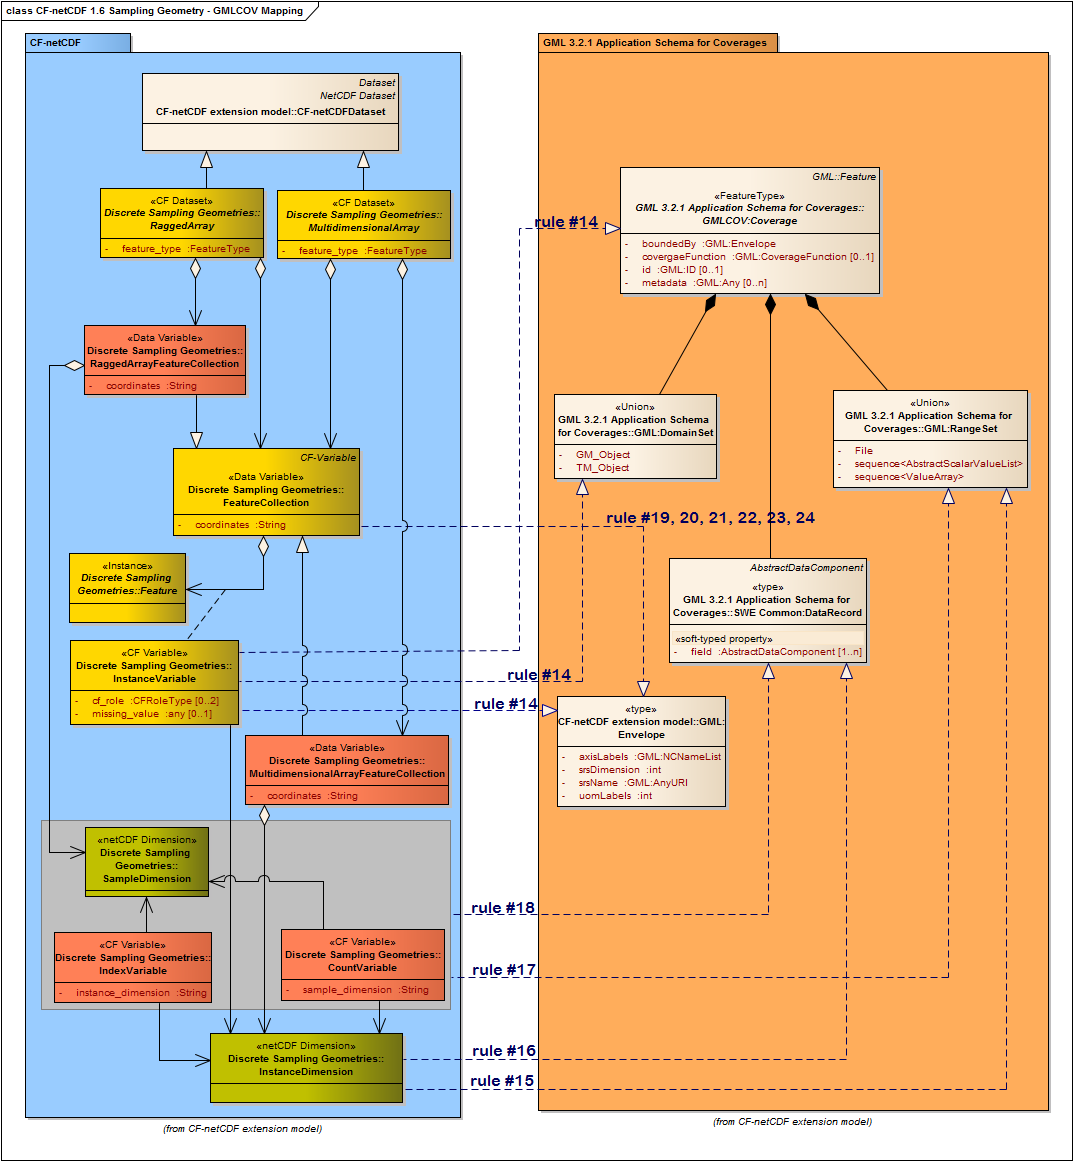 class CF-netCDF 1.6 Sampling Geometry - GMLCOV Mapping
CF-netCDF
Dataset
NetCDF Dataset
CF-netCDF extension model::CF-netCDFDataset
«CF Dataset»
Discrete Sampling Geometries::
RaggedArray
- feature_type :FeatureType
«CF Dataset»
Discrete Sampling Geometries::
MultidimensionalArray
- feature_type :FeatureType
«Data Variable»
Discrete Sampling Geometries::
RaggedArrayFeatureCollection
- coordinates :String
CF-Variable
«Data Variable»
Discrete Sampling Geometries::
FeatureCollection
- coordinates :String
«Instance»
Discrete Sampling
Geometries::Feature
«CF Variable»
Discrete Sampling Geometries::
InstanceVariable
- cf_role :CFRoleType [0..2]
- missing_value :any [0..1]
«Data Variable»
Discrete Sampling Geometries::
MultidimensionalArrayFeatureCollection
- coordinates :String
«netCDF Dimension»
Discrete Sampling
Geometries::
SampleDimension
«CF Variable»
Discrete Sampling Geometries::
IndexVariable
- instance_dimension :String
«CF Variable»
Discrete Sampling Geometries::
CountVariable
- sample_dimension :String
«netCDF Dimension»
Discrete Sampling Geometries::
InstanceDimension
(from CF-netCDF extension model)
rule #14
rule #19, 20, 21, 22, 23, 24
rule #14
rule #14
rule #18
rule #17
rule #16
rule #15
GML 3.2.1 Application Schema for Coverages
GML::Feature
«FeatureType»
GML 3.2.1 Application Schema for Coverages::
GMLCOV:Coverage
- boundedBy :GML:Envelope
- covergaeFunction :GML:CoverageFunction [0..1]
- id :GML:ID [0..1]
- metadata :GML:Any [0..n]
«Union»
GML 3.2.1 Application Schema
for Coverages::GML:DomainSet
- GM_Object
- TM_Object
«Union»
GML 3.2.1 Application Schema for
Coverages::GML:RangeSet
- File
- sequence<AbstractScalarValueList>
- sequence<ValueArray>
AbstractDataComponent
«type»
GML 3.2.1 Application Schema for
Coverages::SWE Common:DataRecord
«soft-typed property»
- field :AbstractDataComponent [1..n]
«type»
CF-netCDF extension model::GML:
Envelope
- axisLabels :GML:NCNameList
- srsDimension :int
- srsName :GML:AnyURI
- uomLabels :int
(from CF-netCDF extension model)